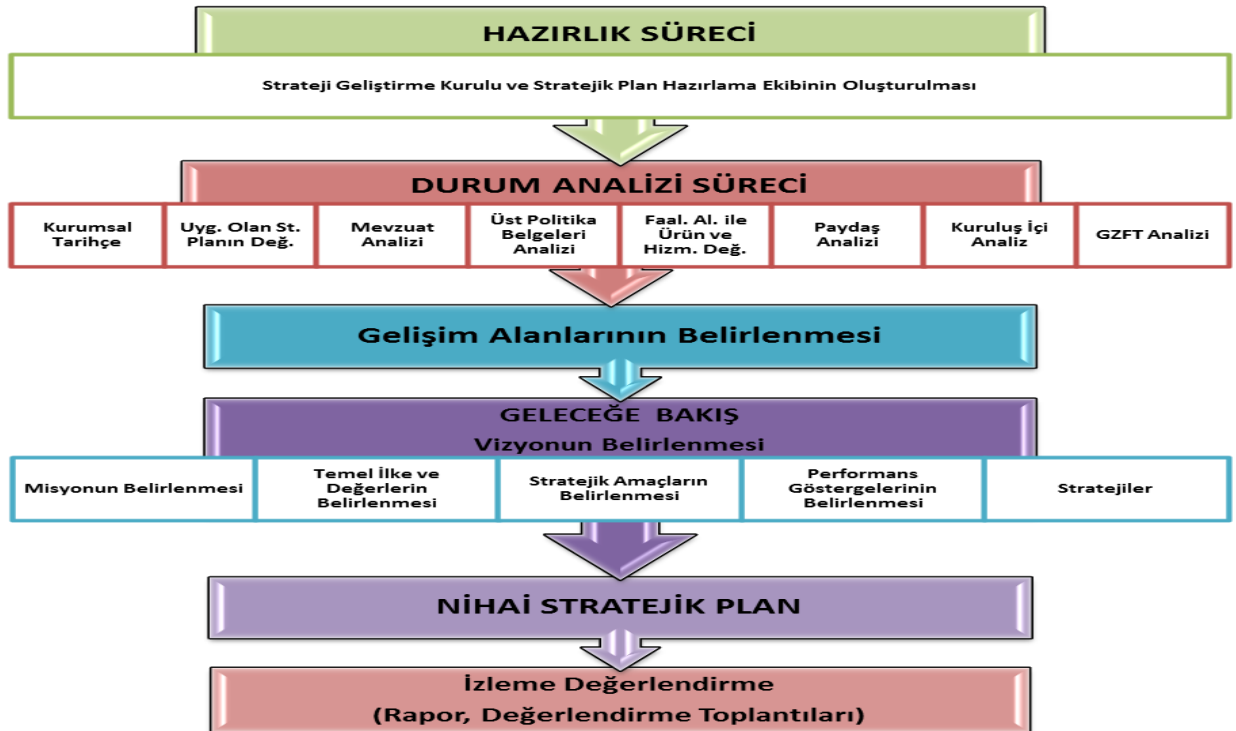 HAZIRLIK SÜRECİ
Strateji Geliştirme Kurulu ve Stratejik Plan Hazırlama Ekibinin Oluşturulması
DURUM ANALİZİ SÜRECİ
Kurumsal
Tarihçe
Uyg. Olan St.
Planın Değ.
Mevzuat
Analizi
Üst Politika
Belgeleri
Analizi
Faal. Al. ile
Ürün ve
Hizm. Değ.
Paydaş
Analizi
Kuruluş İçi
Analiz
GZFT Analizi
Gelişim Alanlarının Belirlenmesi
GELECEĞE BAKIŞ
Vizyonun Belirlenmesi
Misyonun Belirlenmesi
Temel İlke ve
Değerlerin
Belirlenmesi
Stratejik Amaçların
Belirlenmesi
Performans
Göstergelerinin
Belirlenmesi
Stratejiler
NİHAİ STRATEJİK PLAN
İzleme Değerlendirme
(Rapor, Değerlendirme Toplantıları)